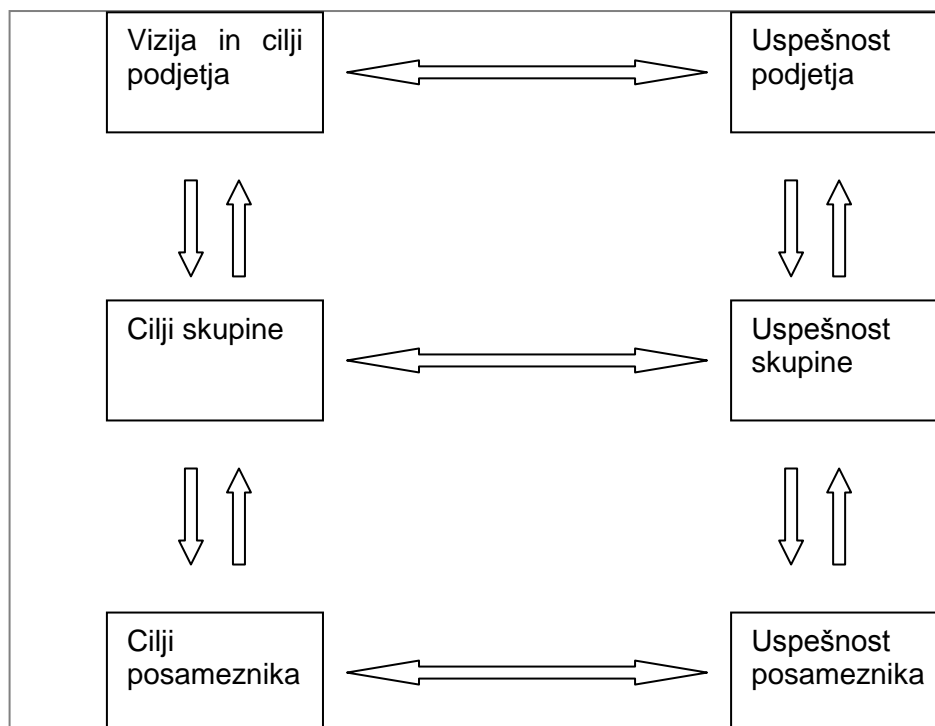 Vizija in cilji
podjetja
Uspešnost
podjetja
Cilji skupine
Uspešnost
skupine
Cilji
posameznika
Uspešnost
posameznika